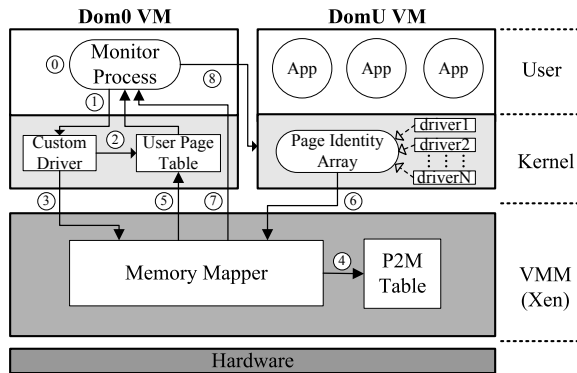 Dom0 VM
DomU VM
0
Monitor
Process
8
App
App
App
User
1
Custom
Driver
2
User Page
Table
Page Identity
Array
driver1
driver2
driverN
Kernel
3
5
7
6
Memory Mapper
4
P2M
Table
VMM
(Xen)
Hardware